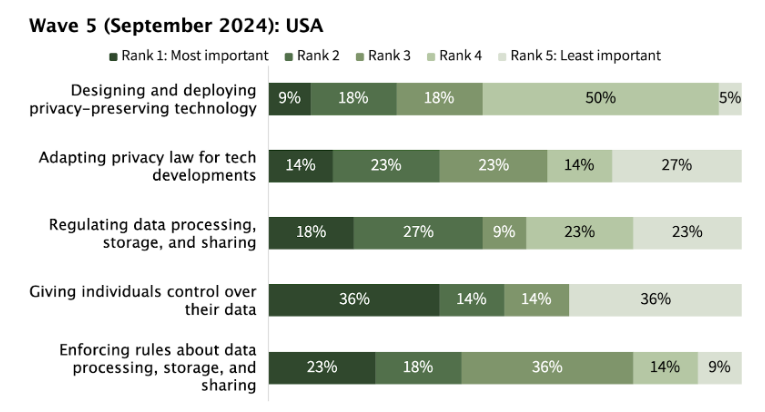 Wave 5 (September 2024): USA
Rank 1: Most important Rank 2 Rank 3 Rank 4 Rank 5: Least important
Designing and deploying
privacy-preserving technology
9% 18% 18% 50% 5%
Adapting privacy law for tech
developments
14% 23% 23% 14% 27%
Regulating data processing,
storage, and sharing
18% 27% 9% 23% 23%
Giving individuals control over
their data
36% 14% 14% 36%
Enforcing rules about data
processing, storage, and
sharing
23% 18% 36% 14% 9%